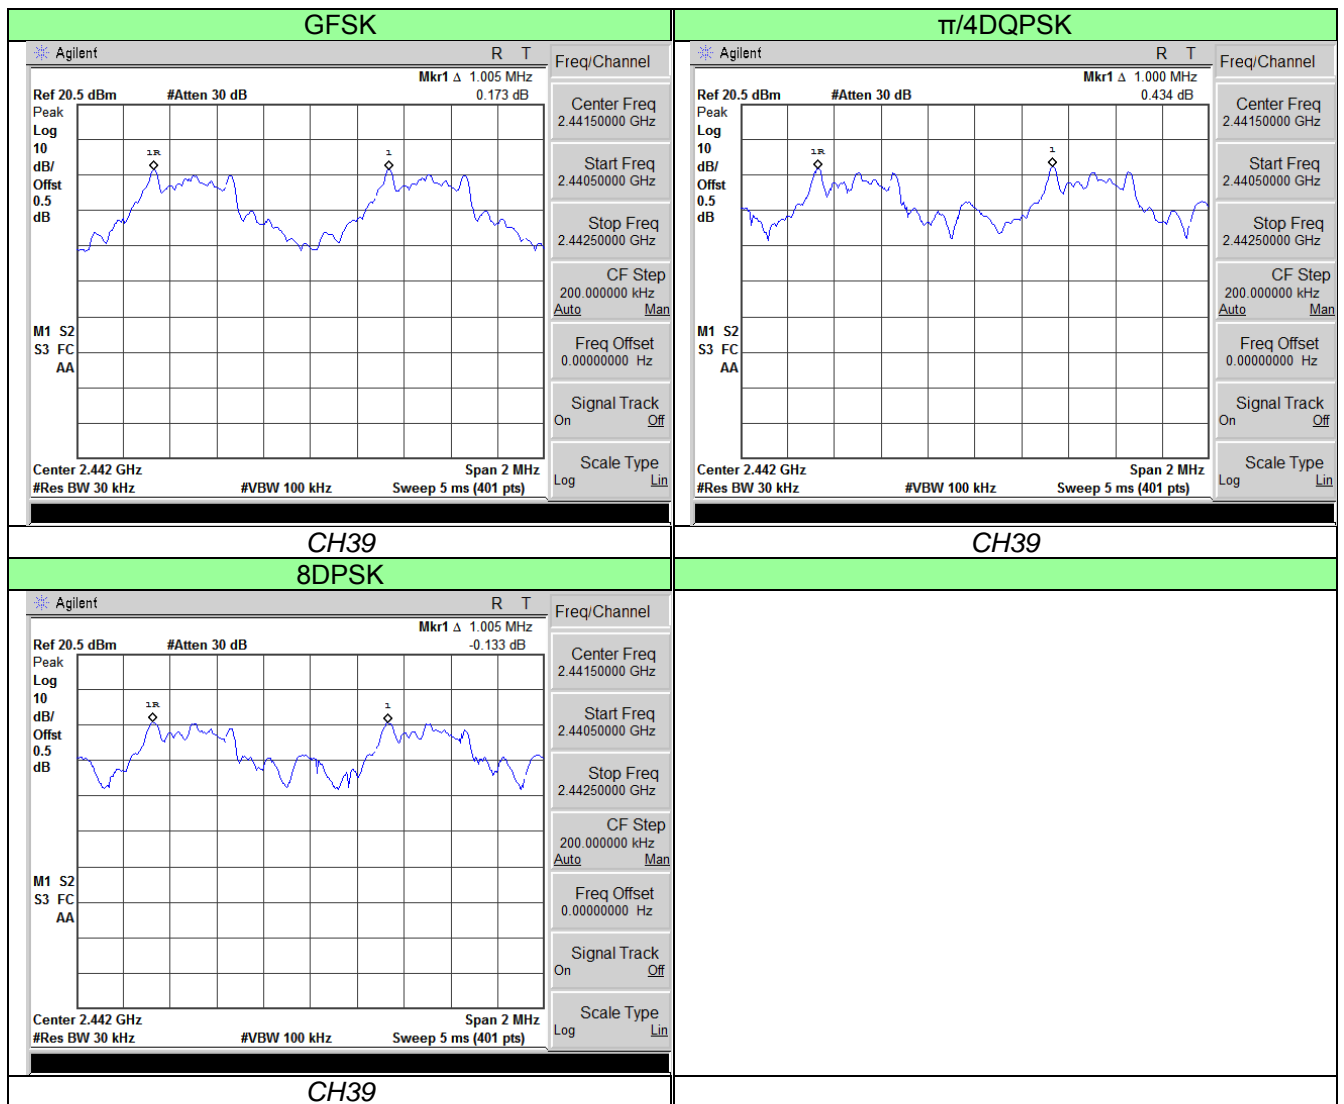 GFSK
Agilent
R T
Mkr1 Δ 1.005 MHz
Ref 20.5 dBm #Atten 30 dB 0.173 dB
Peak
Log
10
dB/
Offst
0.5
dB
1R
1
M1 S2
S3 FC
AA
Center 2.442 GHz Span 2 MHz
#Res BW 30 kHz #VBW 100 kHz Sweep 5 ms (401 pts)
Freq/Channel
Center Freq
2.44150000 GHz
Start Freq
2.44050000 GHz
Stop Freq
2.44250000 GHz
CF Step
200.000000 kHz
Auto Man
Freq Offset
0.00000000 Hz
Signal Track
On Off
Scale Type
Log Lin
CH39
π/4DQPSK
Agilent
R T
Mkr1 Δ 1.000 MHz
Ref 20.5 dBm #Atten 30 dB 0.434 dB
Peak
Log
10
dB/
Offst
0.5
dB
1R
1
M1 S2
S3 FC
AA
Center 2.442 GHz Span 2 MHz
#Res BW 30 kHz #VBW 100 kHz Sweep 5 ms (401 pts)
Freq/Channel
Center Freq
2.44150000 GHz
Start Freq
2.44050000 GHz
Stop Freq
2.44250000 GHz
CF Step
200.000000 kHz
Auto Man
Freq Offset
0.00000000 Hz
Signal Track
On Off
Scale Type
Log Lin
CH39
8DPSK
Agilent
R T
Mkr1 Δ 1.005 MHz
Ref 20.5 dBm #Atten 30 dB -0.133 dB
Peak
Log
10
dB/
Offst
0.5
dB
1R
1
M1 S2
S3 FC
AA
Center 2.442 GHz Span 2 MHz
#Res BW 30 kHz #VBW 100 kHz Sweep 5 ms (401 pts)
Freq/Channel
Center Freq
2.44150000 GHz
Start Freq
2.44050000 GHz
Stop Freq
2.44250000 GHz
CF Step
200.000000 kHz
Auto Man
Freq Offset
0.00000000 Hz
Signal Track
On Off
Scale Type
Log Lin
CH39